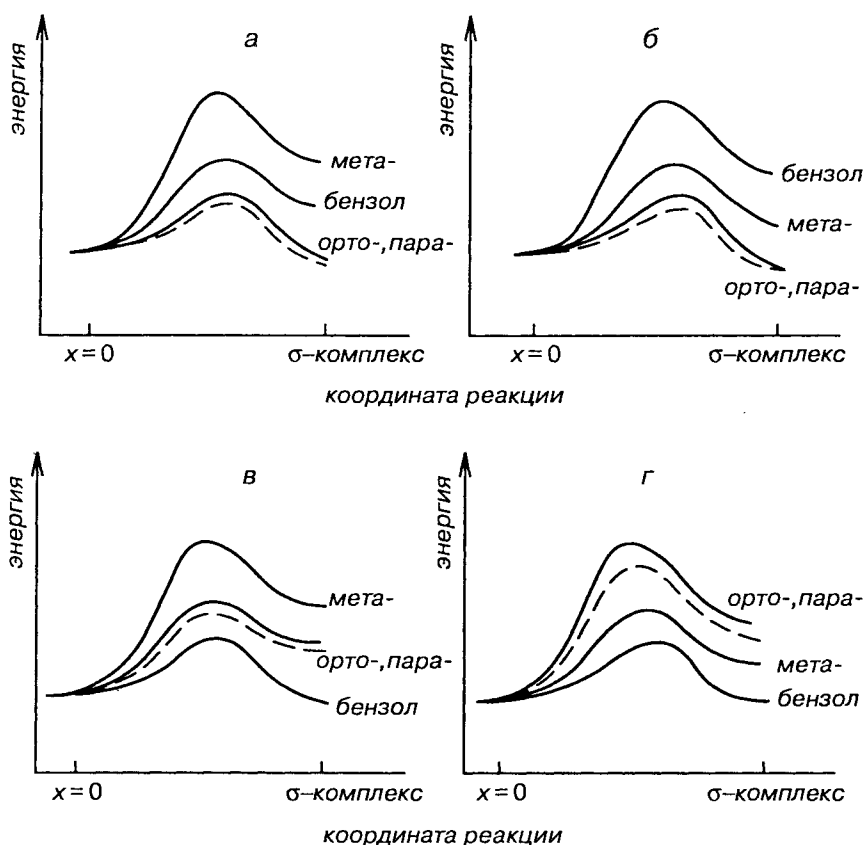 а
энергия
мета-
бензол
орто-,пара-
x = 0
σ–комплекс
б
энергия
бензол
мета-
орто-,пара-
x = 0
σ–комплекс
координата реакции
в
энергия
мета-
орто-,пара-
бензол
x = 0
σ–комплекс
г
энергия
орто-,пара-
мета-
бензол
x = 0
σ–комплекс
координата реакции